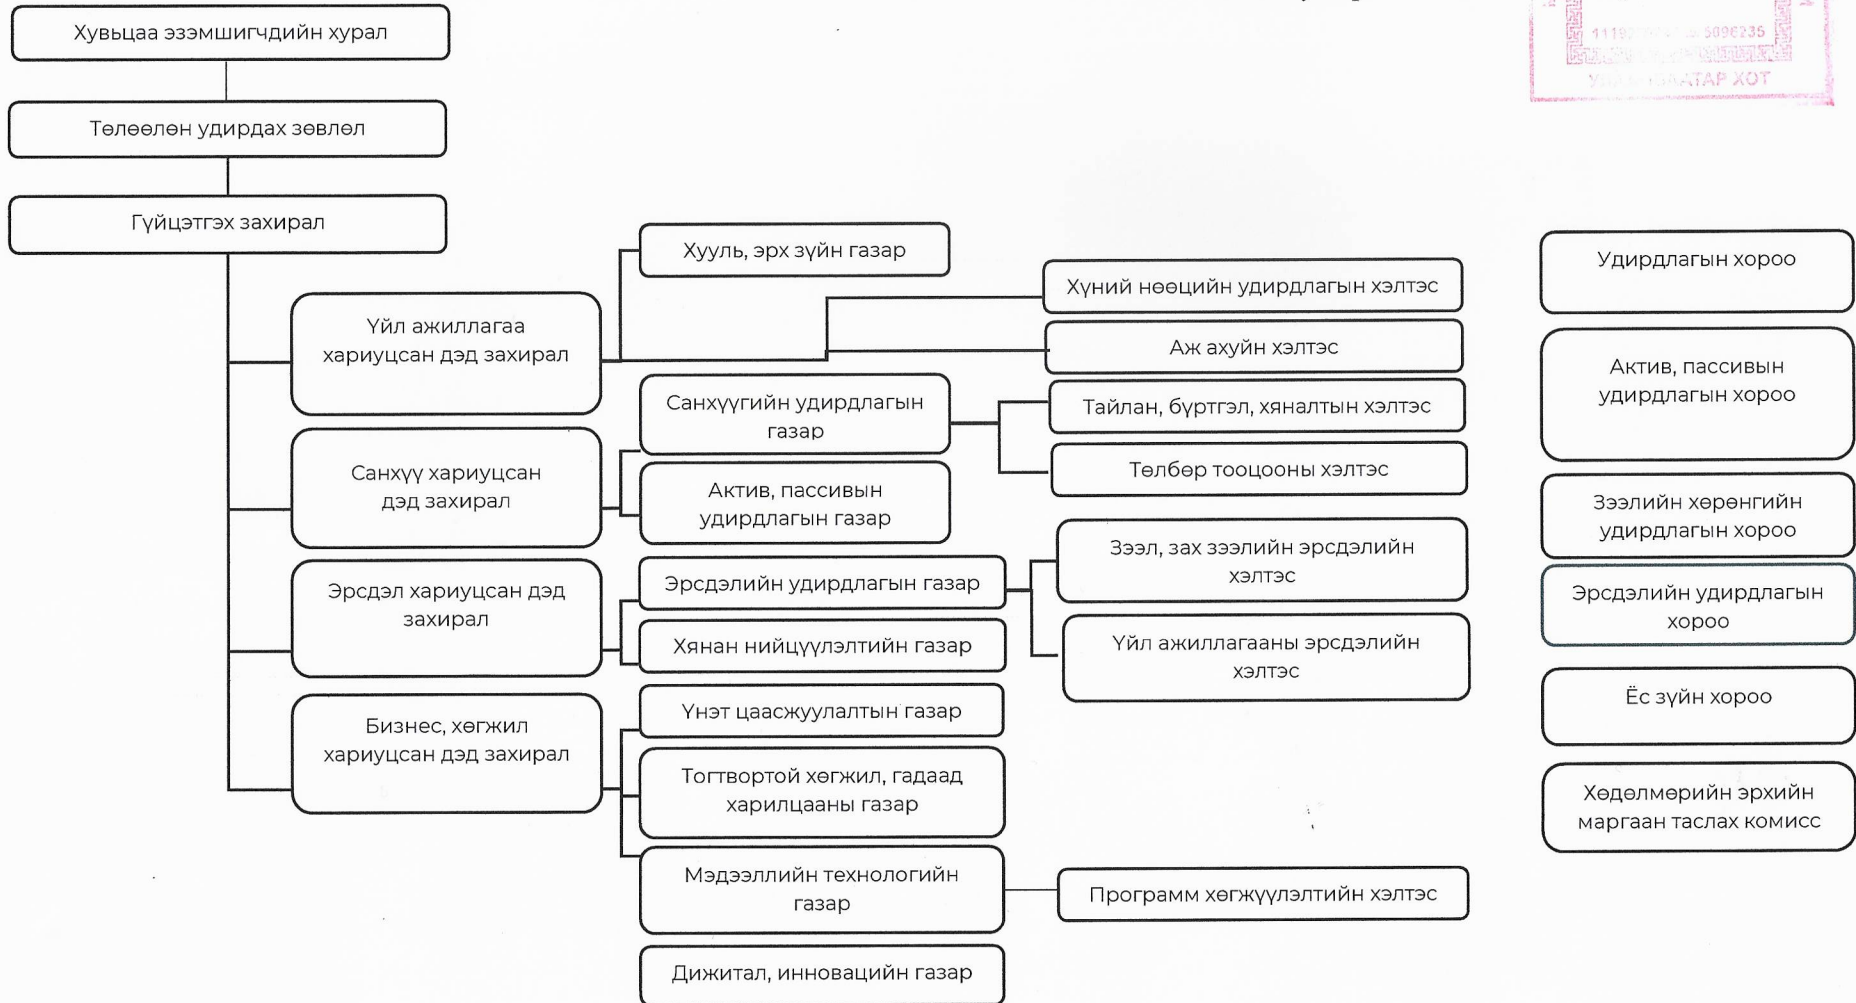 Хувьцаа эзэмшигчдийн хурал
Төлөөлөн удирдах зөвлөл
Гүйцэтгэх захирал
Үйл ажиллагаа
хариуцсан дэд захирал
Санхүү хариуцсан
дэд захирал
Эрсдэл хариуцсан дэд
захирал
Бизнес, хөгжил
хариуцсан дэд захирал
Хууль, эрх зүйн газар
Санхүүгийн удирдлагын
газар
Актив, пассивын
удирдлагын газар
Эрсдэлийн удирдлагын газар
Хянан нийцүүлэлтийн газар
Үнэт цаасжуулалтын газар
Тогтвортой хөгжил, гадаад
харилцааны газар
Мэдээллийн технологийн
газар
Дижитал, инновацийн газар
Хүний нөөцийн удирдлагын хэлтэс
Аж ахуйн хэлтэс
Тайлан, бүртгэл, хяналтын хэлтэс
Төлбөр тооцооны хэлтэс
Зээл, зах зээлийн эрсдэлийн
хэлтэс
Үйл ажиллагааны эрсдэлийн
хэлтэс
Программ хөгжүүлэлтийн хэлтэс
5096235
ХОТ
Удирдлагын хороо
Актив, пассивын
удирдлагын хороо
Зээлийн хөрөнгийн
удирдлагын хороо
Эрсдэлийн удирдлагын
хороо
Ёс зүйн хороо
Хөдөлмөрийн эрхийн
маргаан таслах комисс